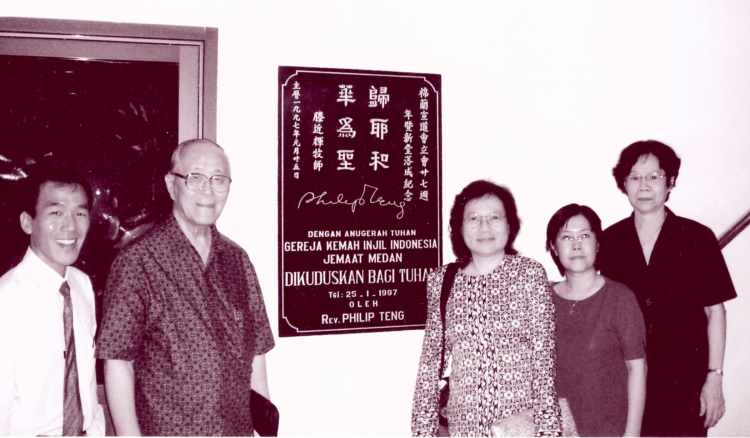 棉蘭宣道會立會廿七週
年暨新堂落成紀念
歸耶和
華爲聖
滕近輝牧師
主曆一九九七年元月廿五日
Philip Teng
DENGAN ANUGERAH TUHAN
GEREJA KEMAH INJIL INDONESIA
JEMAAT MEDAN
DIKUDUSKAN BAGI TUHAN
Tgl: 25 - 1 - 1997
OLEH
REV. PHILIP TENG